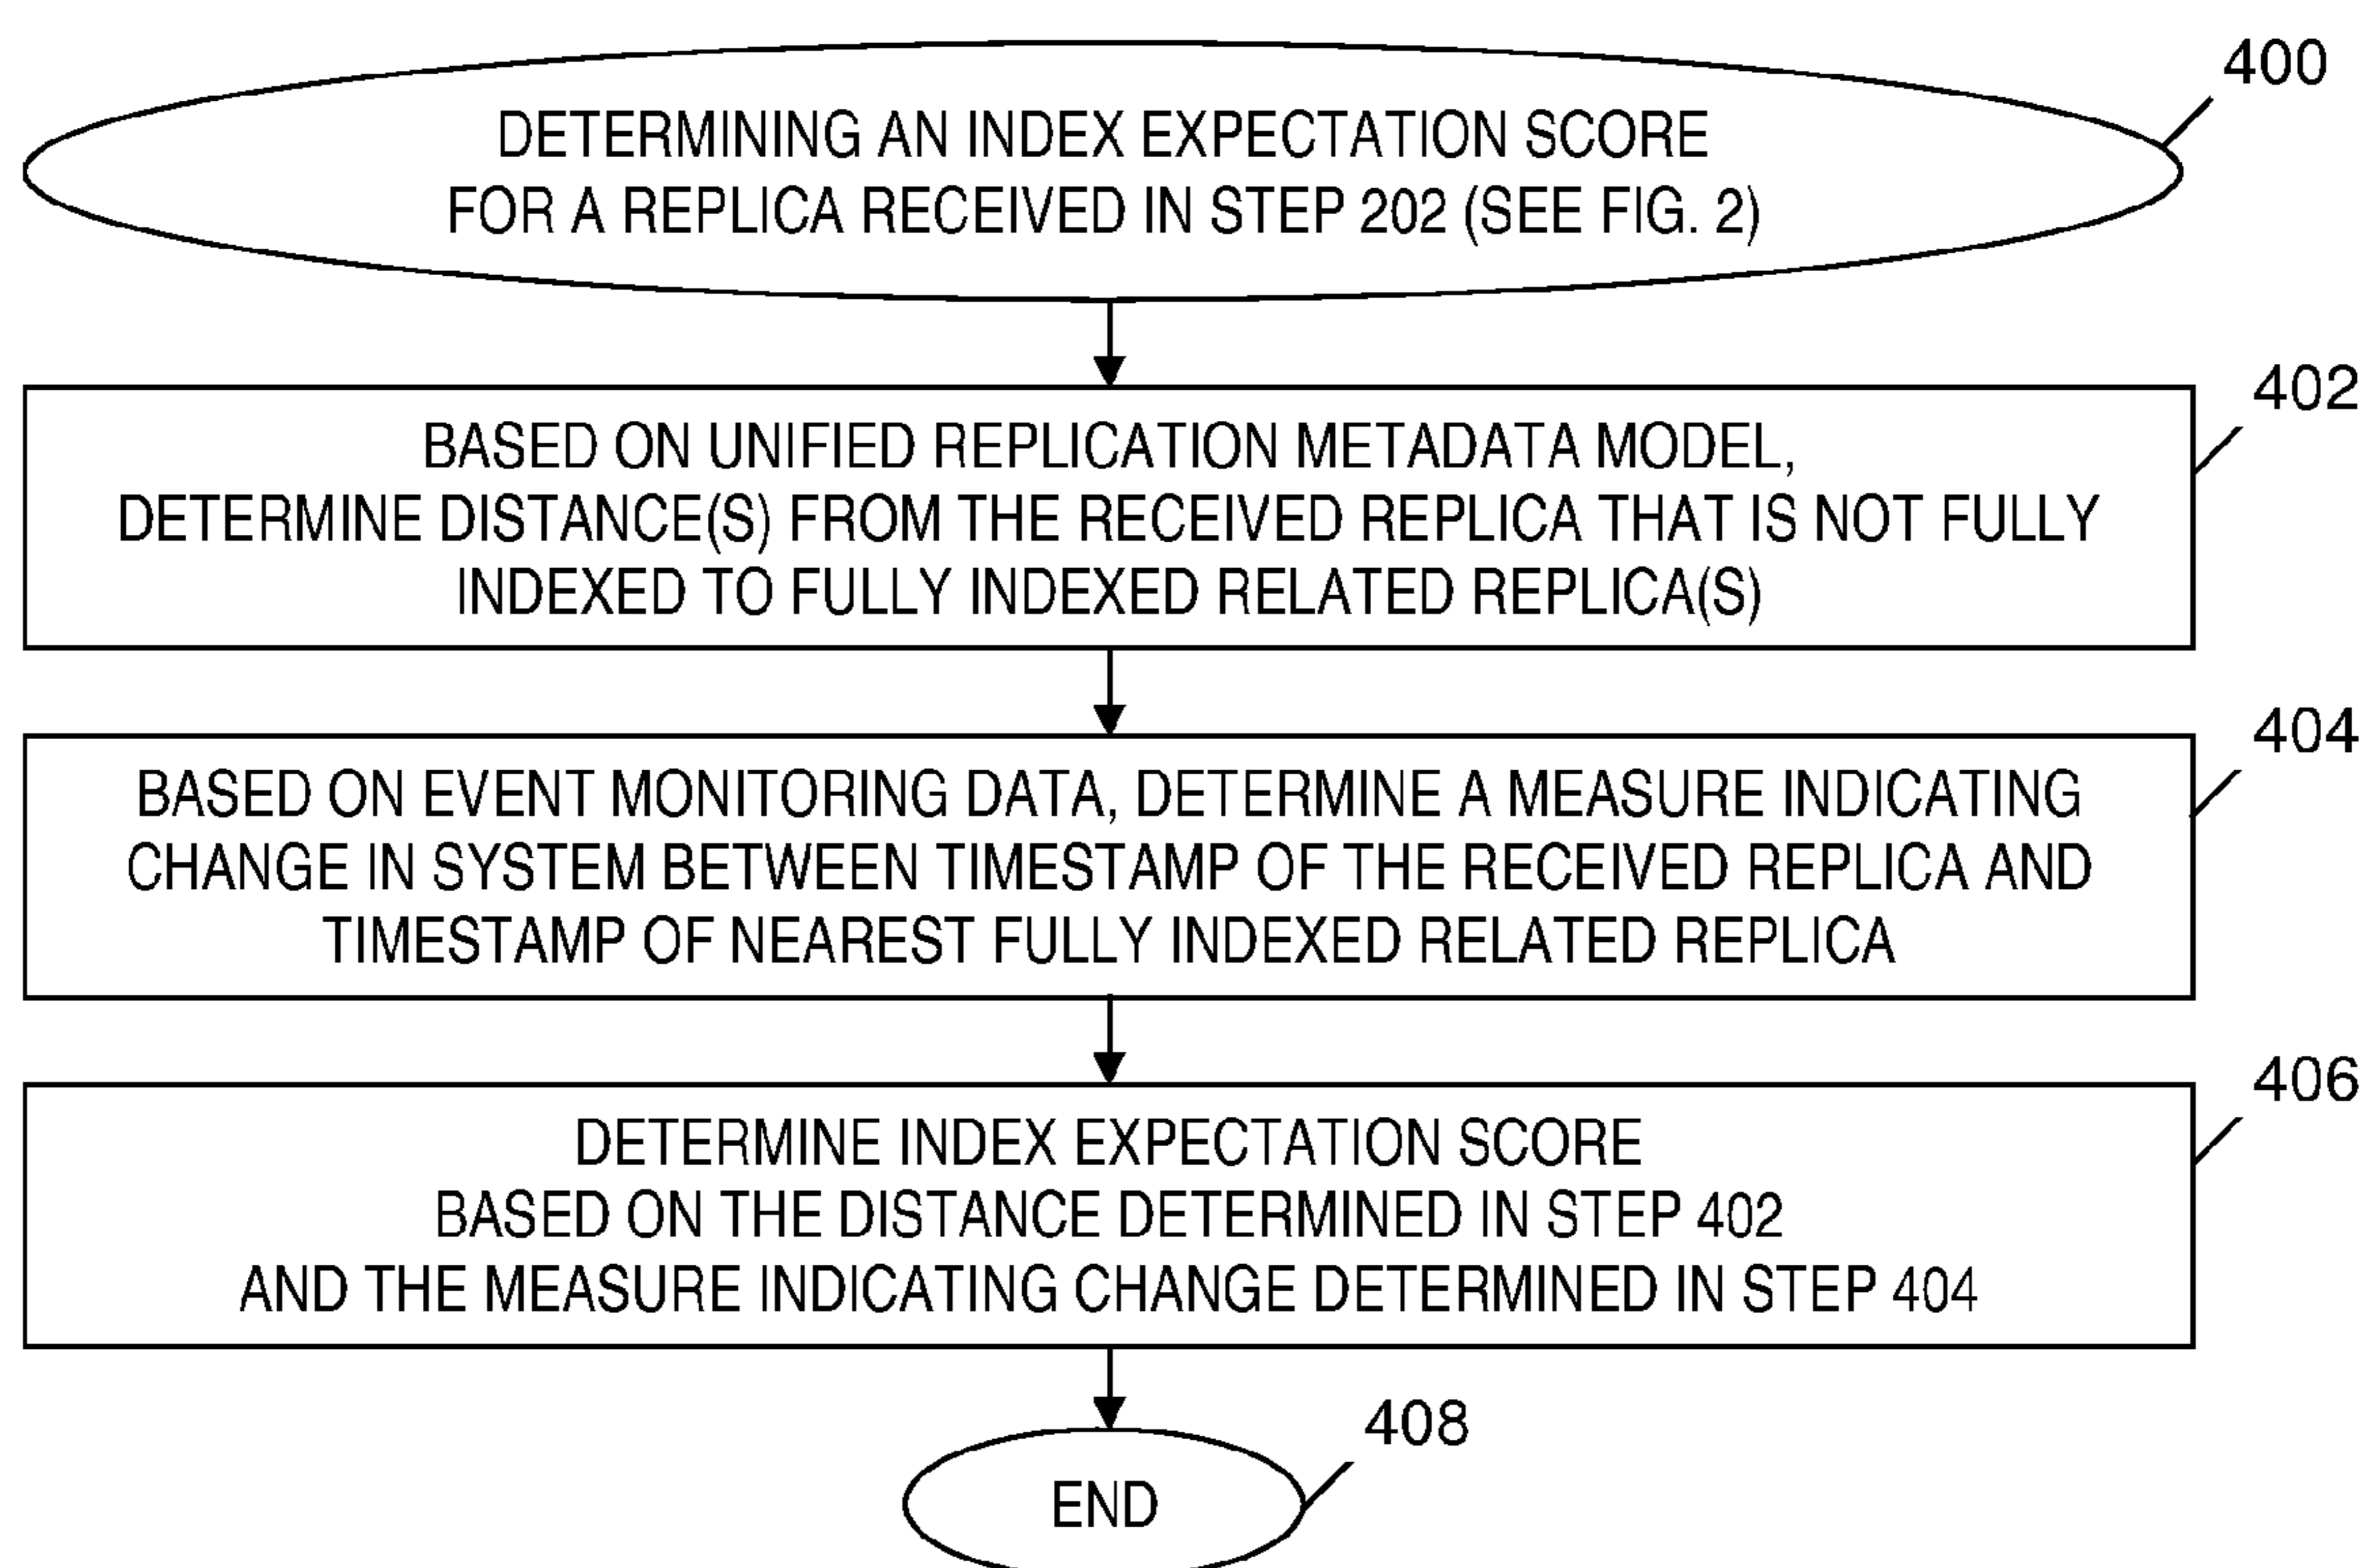 400
DETERMINING AN INDEX EXPECTATION SCORE
FOR A REPLICA RECEIVED IN STEP 202 (SEE FIG. 2)
402
BASED ON UNIFIED REPLICATION METADATA MODEL,
DETERMINE DISTANCE(S) FROM THE RECEIVED REPLICA THAT IS NOT FULLY
INDEXED TO FULLY INDEXED RELATED REPLICA(S)
404
BASED ON EVENT MONITORING DATA, DETERMINE A MEASURE INDICATING
CHANGE IN SYSTEM BETWEEN TIMESTAMP OF THE RECEIVED REPLICA AND
TIMESTAMP OF NEAREST FULLY INDEXED RELATED REPLICA
406
DETERMINE INDEX EXPECTATION SCORE
BASED ON THE DISTANCE DETERMINED IN STEP 402
AND THE MEASURE INDICATING CHANGE DETERMINED IN STEP 404
408
END